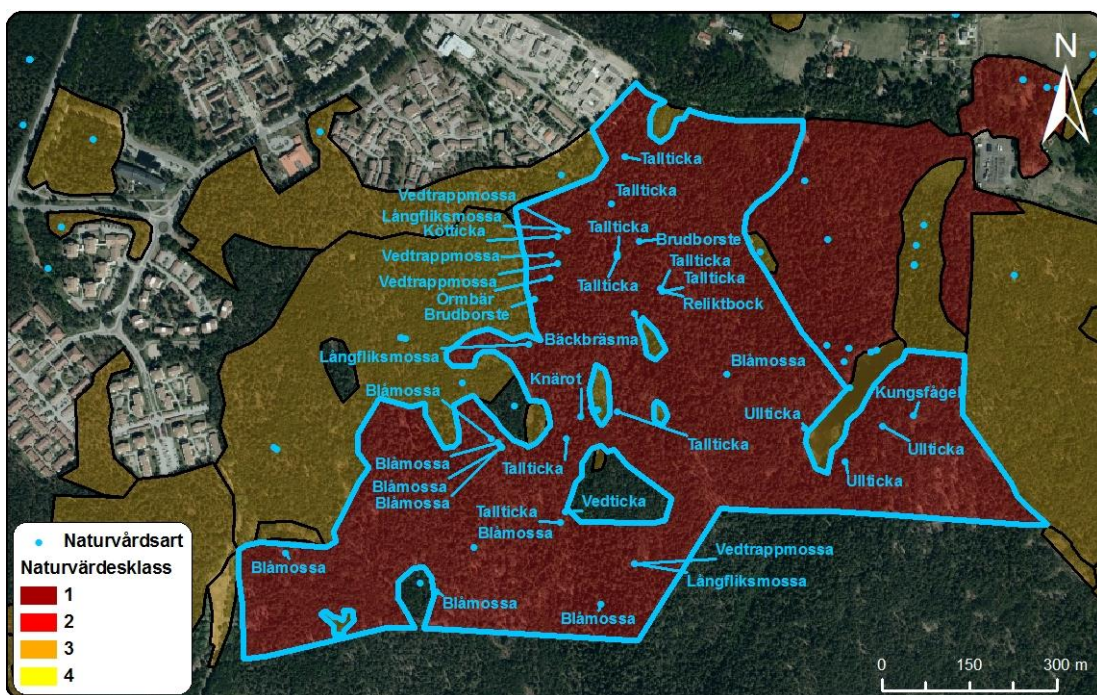 N
Tallticka
Vedtrappmossa
Tallticka
Långfliksmossa
Kötticka
Tallticka
Brudborste
Vedtrappmossa
Tallticka
Tallticka
Tallticka
Vedtrappmossa
Reliktbock
Ormbär
Brudborste
Bäckbräsma
Långfliksmossa
Blåmossa
Knärot
Blåmossa
Kungsfågel
Ullticka
Ullticka
Tallticka
Blåmossa
Tallticka
Blåmossa
Ullticka
Blåmossa
Vedticka
Tallticka
Blåmossa
Vedtrappmossa
Blåmossa
Långfliksmossa
Blåmossa
Blåmossa
Naturvårdsart
Naturvärdesklass
1
2
3
4
0 150 300 m